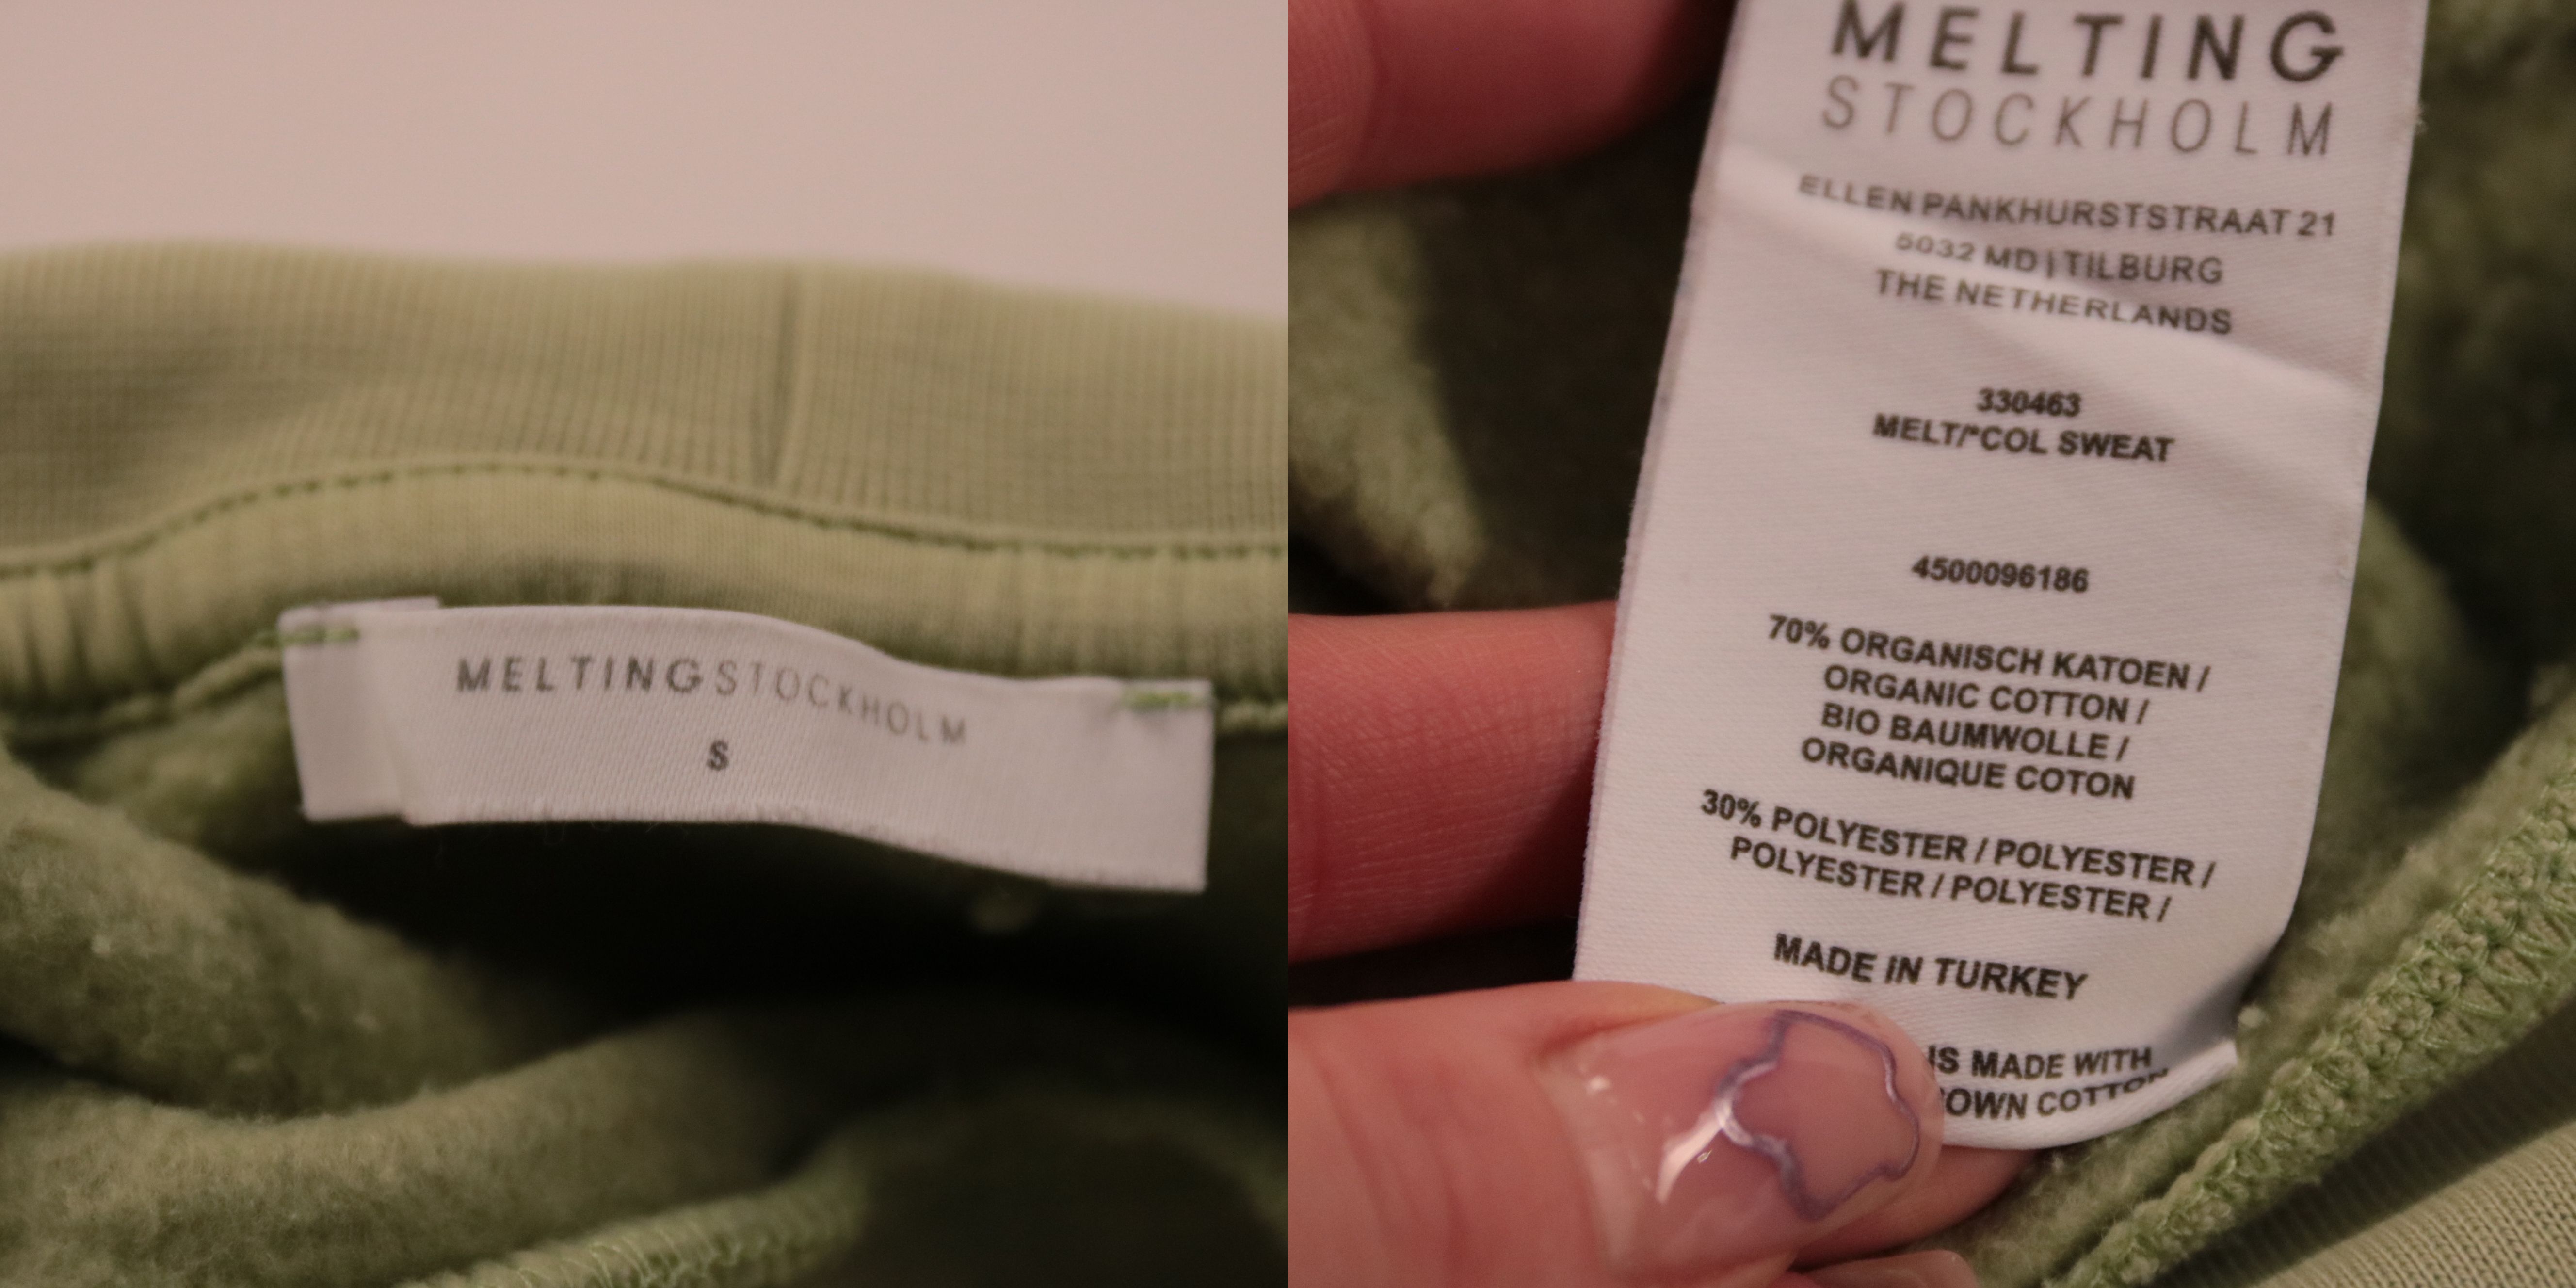 MELTINGSTOCKHOLM
S
MELTING
STOCKHOLM
ELLEN PANKHURSTSTRAAT 21
5032 MD | TILBURG
THE NETHERLANDS
330463
MELT/*COL SWEAT
4500096186
70% ORGANISCH KATOEN /
ORGANIC COTTON /
BIO BAUMWOLLE /
ORGANIQUE COTON
30% POLYESTER / POLYESTER /
POLYESTER / POLYESTER /
MADE IN TURKEY
IS MADE WITH
COTTON